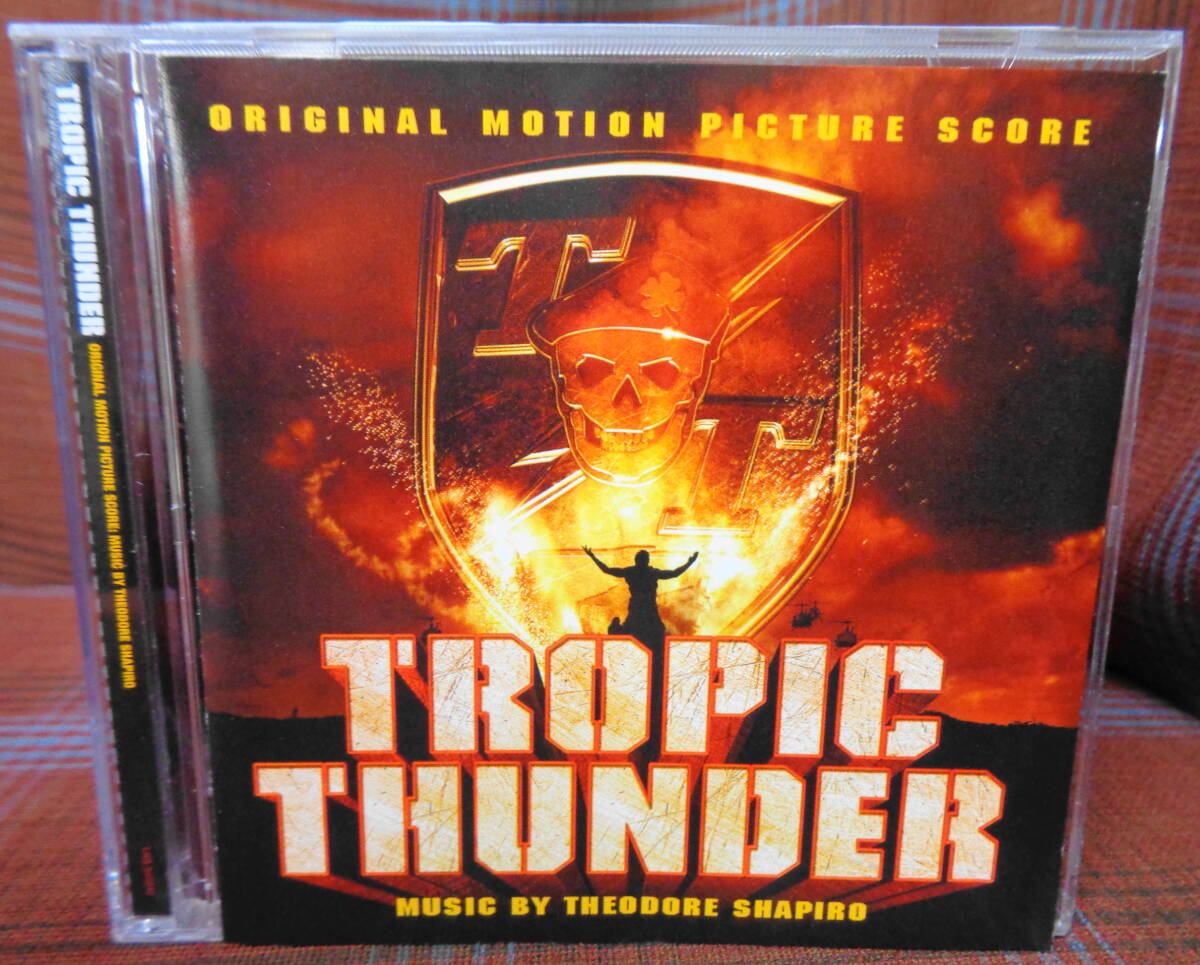 ORIGINAL MOTION PICTURE SCORE
T
T
TROPIC
THUNDER
MUSIC BY THEODORE SHAPIRO
TROPIC THUNDER ORIGINAL MOTION PICTURE SCORE: MUSIC BY THEODORE SHAPIRO